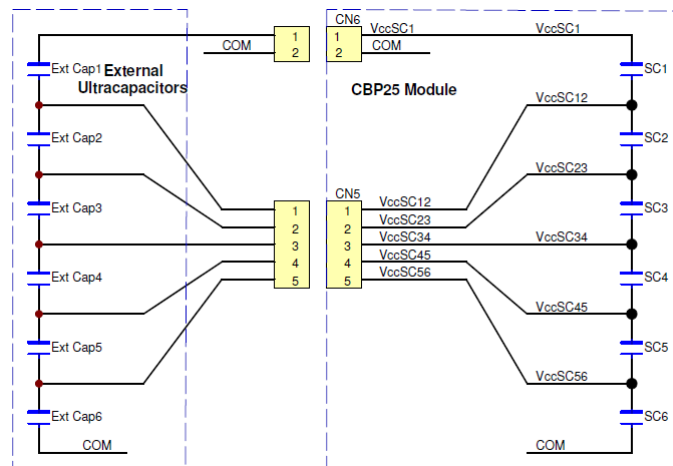 CN6
VccSC1
VccSC1
1
1
COM
2
2
COM
Ext Cap1
External
Ultracapacitors
CBP25 Module
SC1
VccSC12
Ext Cap2
SC2
VccSC23
CN5
Ext Cap3
1
1
VccSC12
SC3
2
2
VccSC23
3
3
VccSC34
VccSC34
4
4
VccSC45
Ext Cap4
5
5
VccSC56
SC4
VccSC45
Ext Cap5
SC5
VccSC56
Ext Cap6
SC6
COM
COM